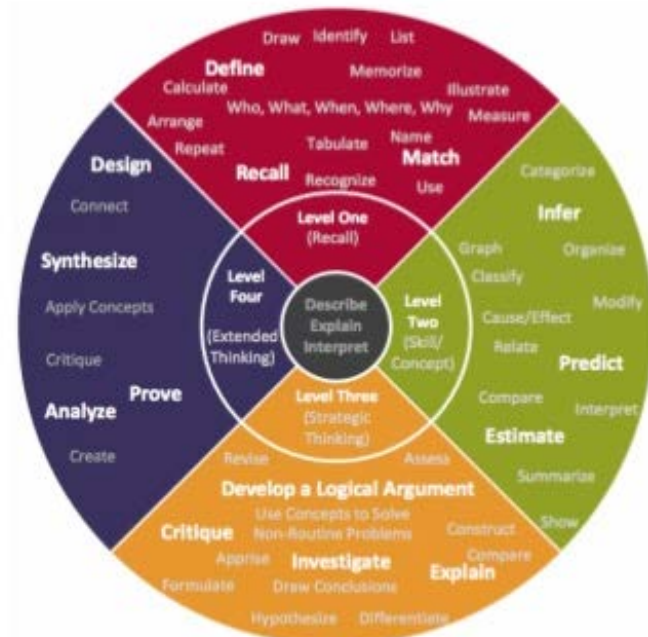 Draw Identify List
Define Memorize
Calculate Illustrate
Who, What, When, Where, Why
Arrange Measure
Repeat Tabulate Name
Recall Match
Recognize Use
Level One
(Recall)
Categorize
Infer
Graph Organize
Classify
Modify
Cause/Effect
Relate
Predict
Compare
Interpret
Estimate
Summarize
Show
Level
Two
(Skill/
Concept)
Level Three
(Strategic
Thinking)
Revise Assess
Develop a Logical Argument
Use Concepts to Solve
Non-Routine Problems
Critique Construct
Apprise Investigate Compare
Explain
Formulate Draw Conclusions
Hypothesize Differentiate
Level
Four
(Extended
Thinking)
Design
Connect
Synthesize
Apply Concepts
Critique
Prove
Analyze
Create
Describe
Explain
Interpret